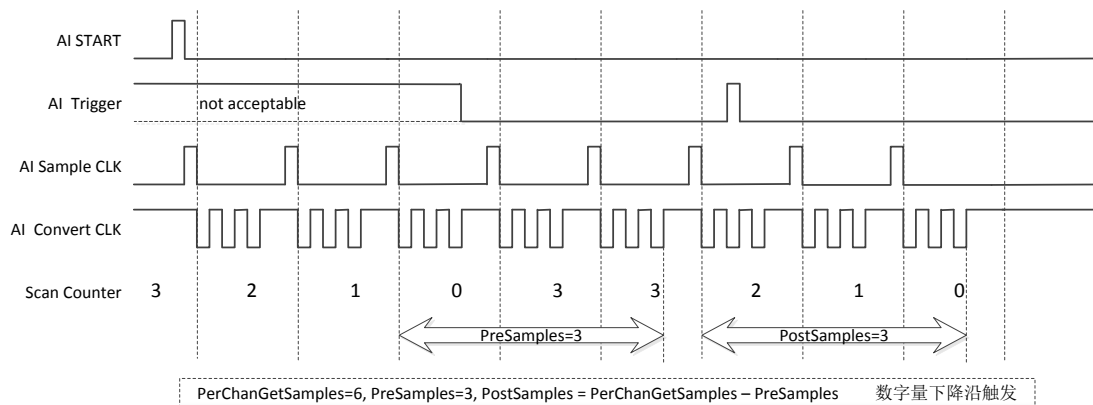 AI START
AI Trigger
not acceptable
AI Sample CLK
AI Convert CLK
Scan Counter 3 2 1 0 3 3 2 1 0
PreSamples=3 PostSamples=3
PerChanGetSamples=6, PreSamples=3, PostSamples = PerChanGetSamples – PreSamples 数字量下降沿触发